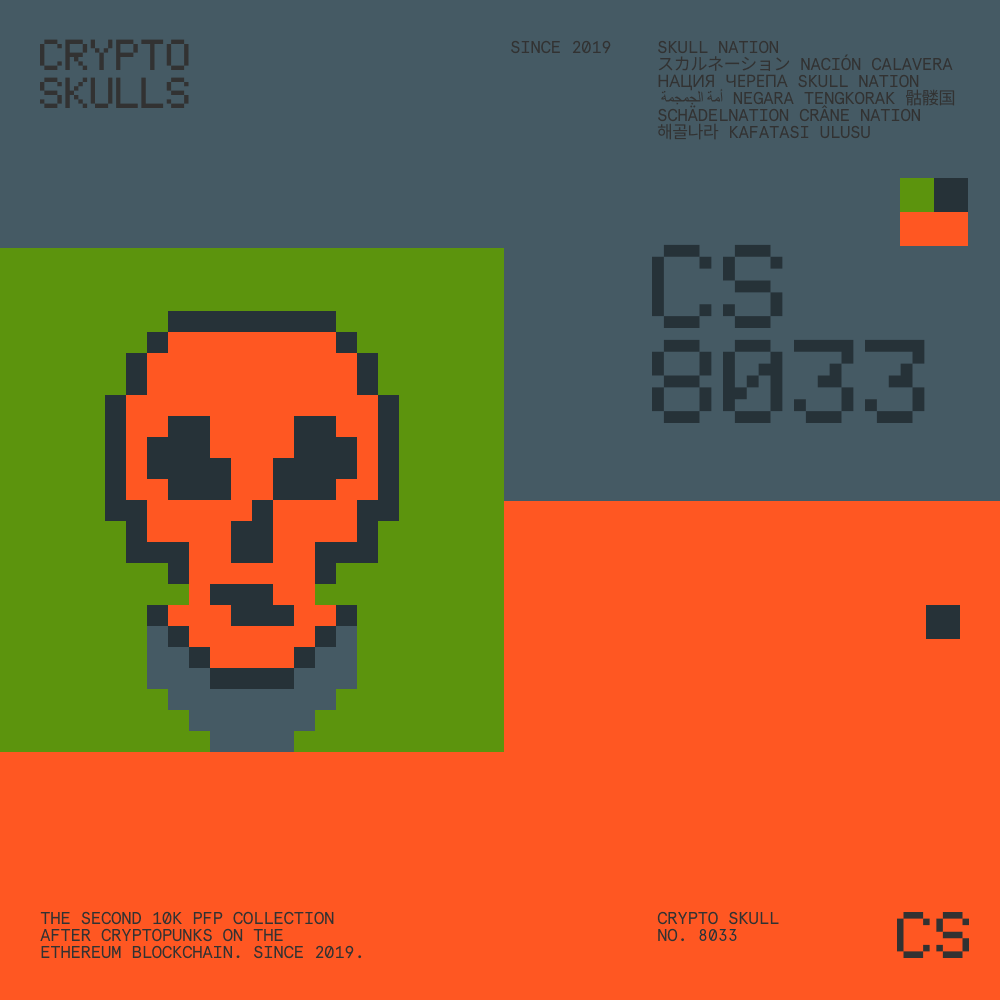 CRYPTO
SKULLS
SINCE 2019
SKULL NATION
スカルネーション NACIÓN CALAVERA
НАЦИЯ ЧЕРЕПА SKULL NATION
أمة الجمجمة NEGARA TENGKORAK 骷髅国
SCHÄDELNATION CRÂNE NATION
해골나라 KAFATASI ULUSU
CS
8033
THE SECOND 10K PFP COLLECTION
AFTER CRYPTOPUNKS ON THE
ETHEREUM BLOCKCHAIN. SINCE 2019.
CRYPTO SKULL
NO. 8033
CS